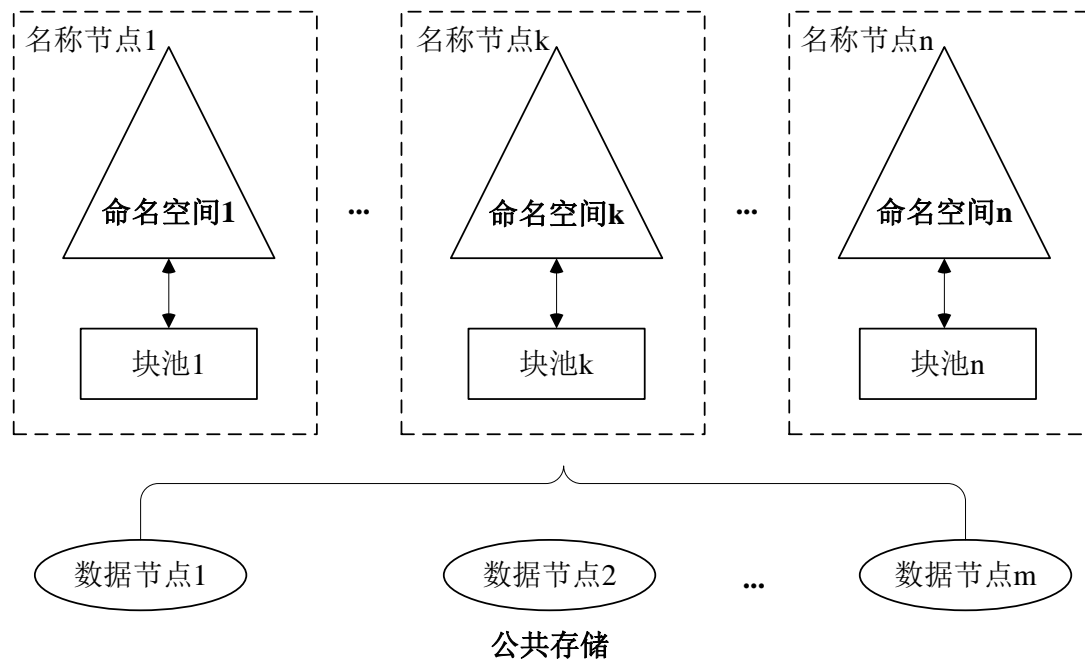 名称节点1
名称节点k
名称节点n
命名空间1
...
命名空间k
...
命名空间n
块池1
块池k
块池n
数据节点1
数据节点2
...
数据节点m
公共存储